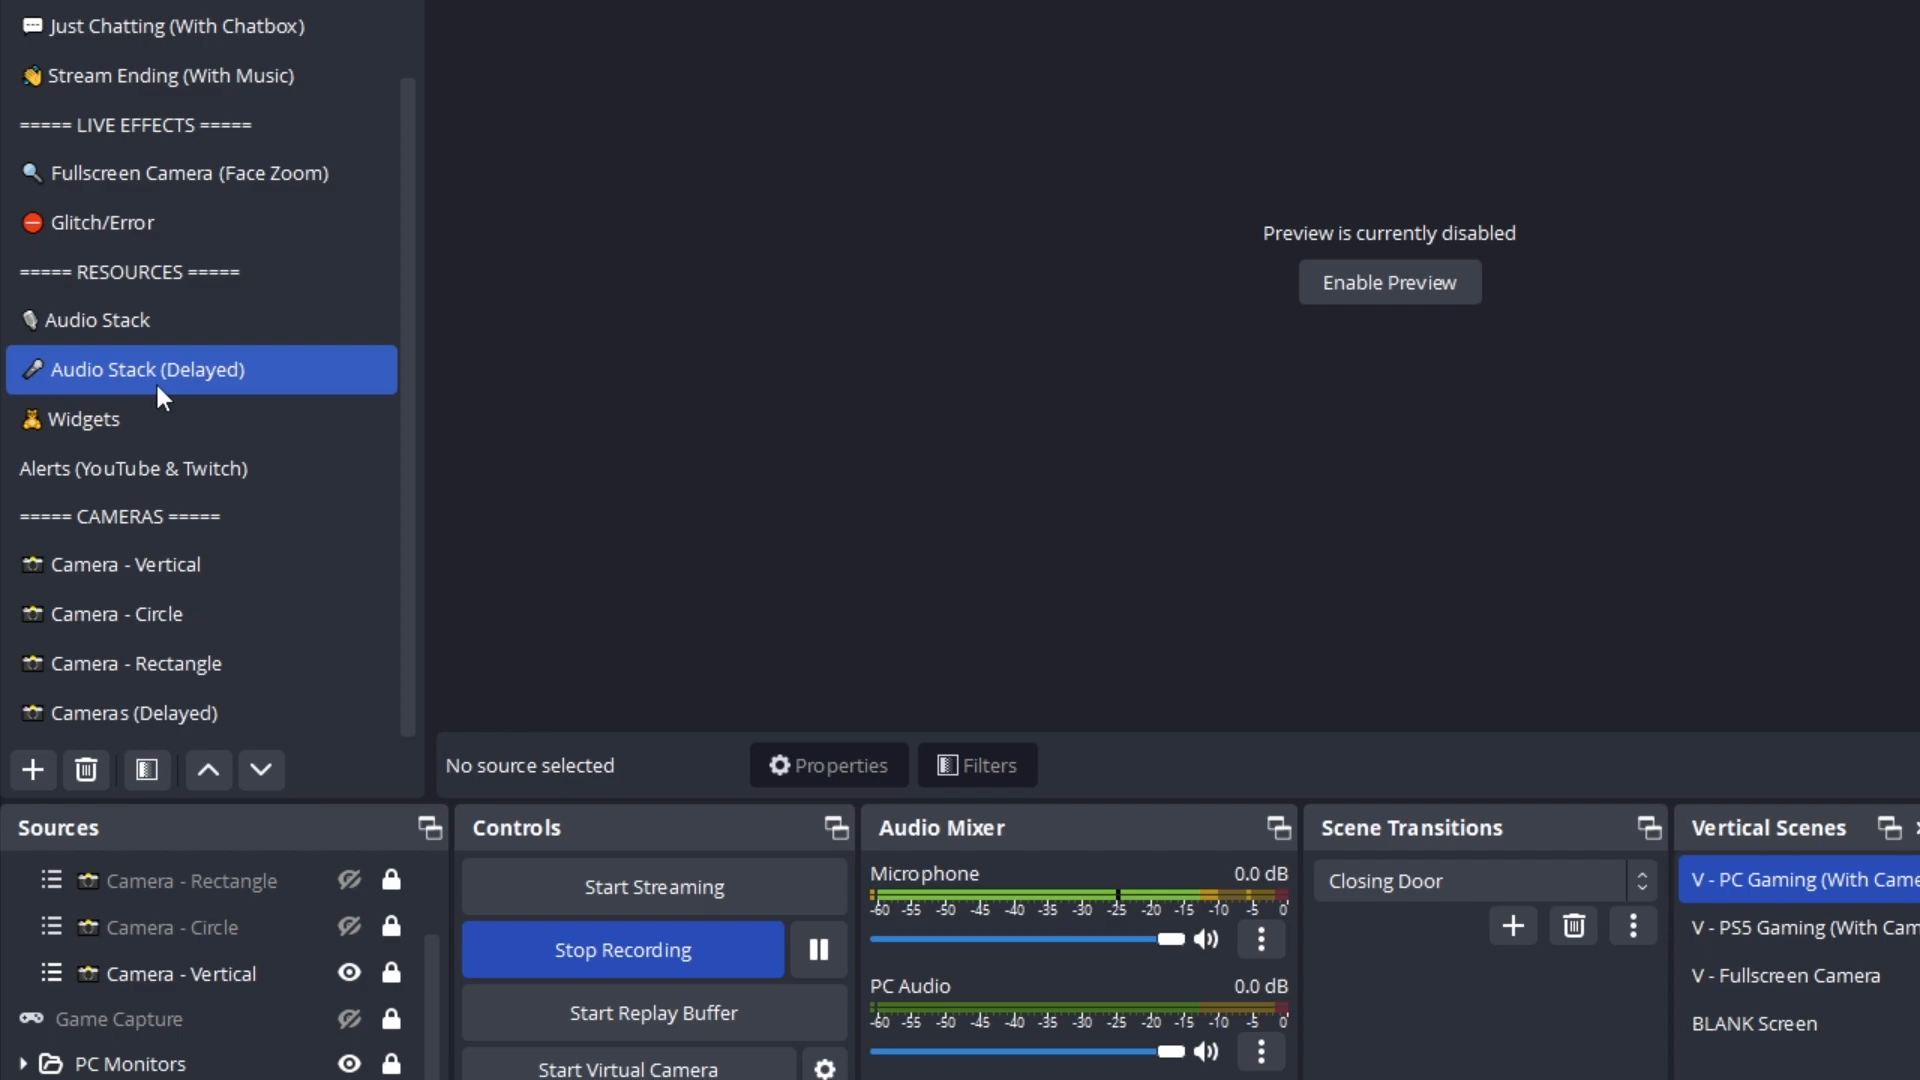 💬 Just Chatting (With Chatbox)
👏 Stream Ending (With Music)
===== LIVE EFFECTS =====
🔍 Fullscreen Camera (Face Zoom)
⛔ Glitch/Error
===== RESOURCES =====
🎙 Audio Stack
🎤 Audio Stack (Delayed)
🧸 Widgets
Alerts (YouTube & Twitch)
===== CAMERAS =====
📸 Camera - Vertical
📸 Camera - Circle
📸 Camera - Rectangle
📸 Cameras (Delayed)
Preview is currently disabled
Enable Preview
No source selected
Properties
Filters
Sources
📸 Camera - Rectangle
📸 Camera - Circle
📸 Camera - Vertical
Game Capture
PC Monitors
Controls
Start Streaming
Stop Recording
Start Replay Buffer
Start Virtual Camera
Audio Mixer
Microphone 0.0 dB
-60 -55 -50 -45 -40 -35 -30 -25 -20 -15 -10 -5 0
PC Audio 0.0 dB
-60 -55 -50 -45 -40 -35 -30 -25 -20 -15 -10 -5 0
Scene Transitions
Closing Door
Vertical Scenes
V - PC Gaming (With Came
V - PS5 Gaming (With Cam
V - Fullscreen Camera
BLANK Screen